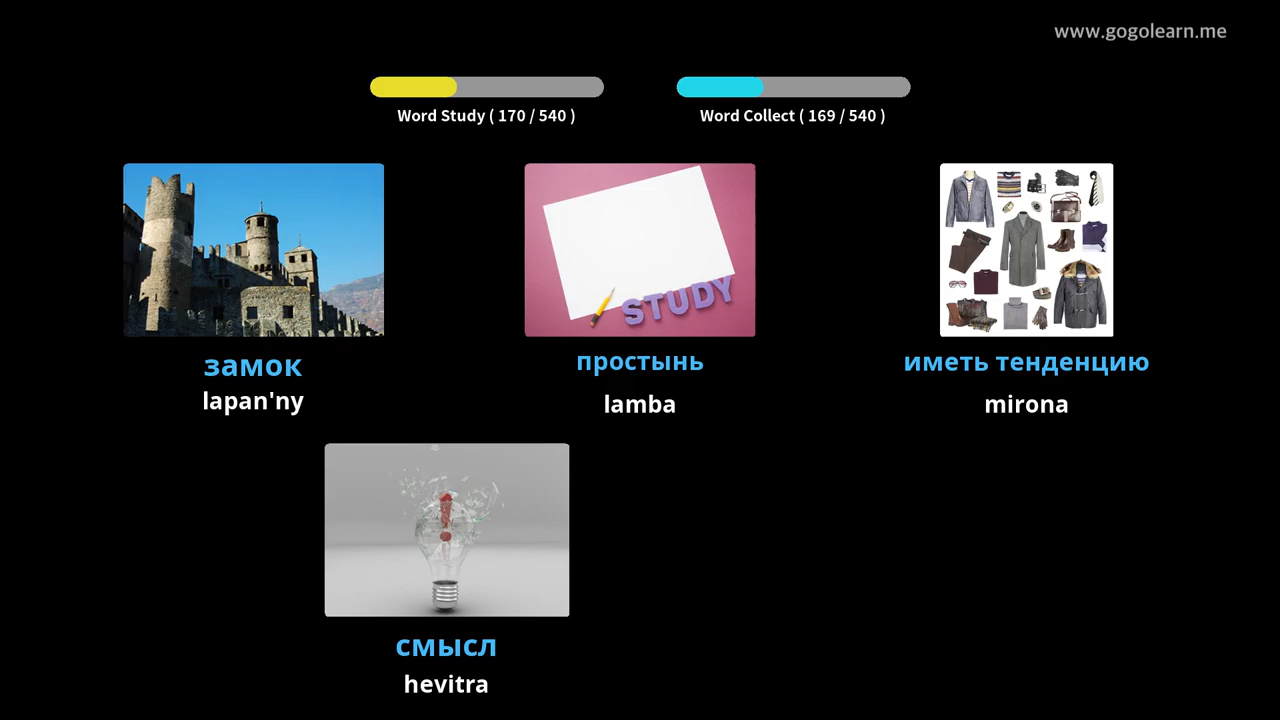 www.gogolearn.me
Word Study ( 170 / 540 )
Word Collect ( 169 / 540 )
STUDY
замок
lapan'ny
простынь
lamba
иметь тенденцию
mirona
смысл
hevitra